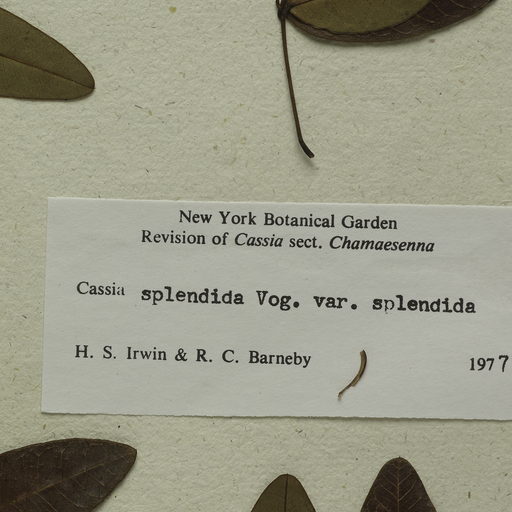 New York Botanical Garden
Revision of Cassia sect. Chamaesenna
Cassia splendida Vog. var. splendida
H. S. Irwin & R. C. Barneby 1977